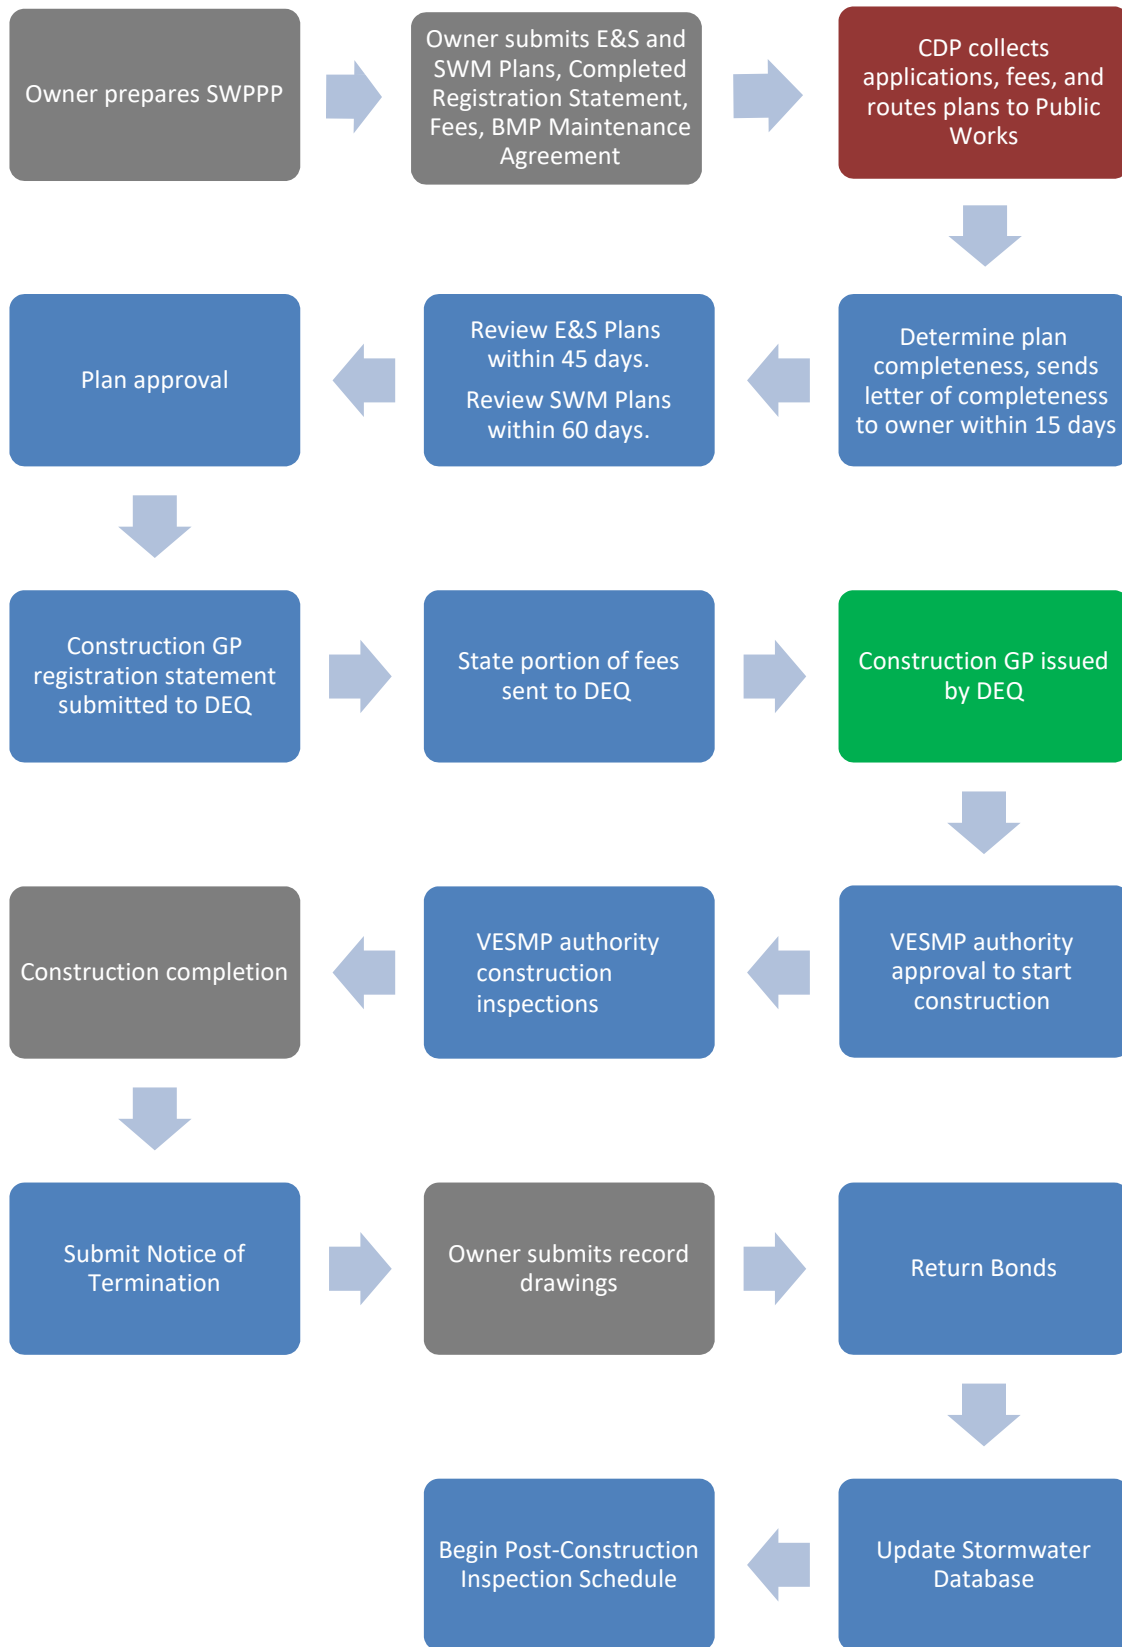 Owner prepares SWPPP
Owner submits E&S and
SWM Plans, Completed
Registration Statement,
Fees, BMP Maintenance
Agreement
CDP collects
applications, fees, and
routes plans to Public
Works
Determine plan
completeness, sends
letter of completeness
to owner within 15 days
Review E&S Plans
within 45 days.
Review SWM Plans
within 60 days.
Plan approval
Construction GP
registration statement
submitted to DEQ
State portion of fees
sent to DEQ
Construction GP issued
by DEQ
VESMP authority
approval to start
construction
VESMP authority
construction
inspections
Construction completion
Submit Notice of
Termination
Owner submits record
drawings
Return Bonds
Update Stormwater
Database
Begin Post-Construction
Inspection Schedule